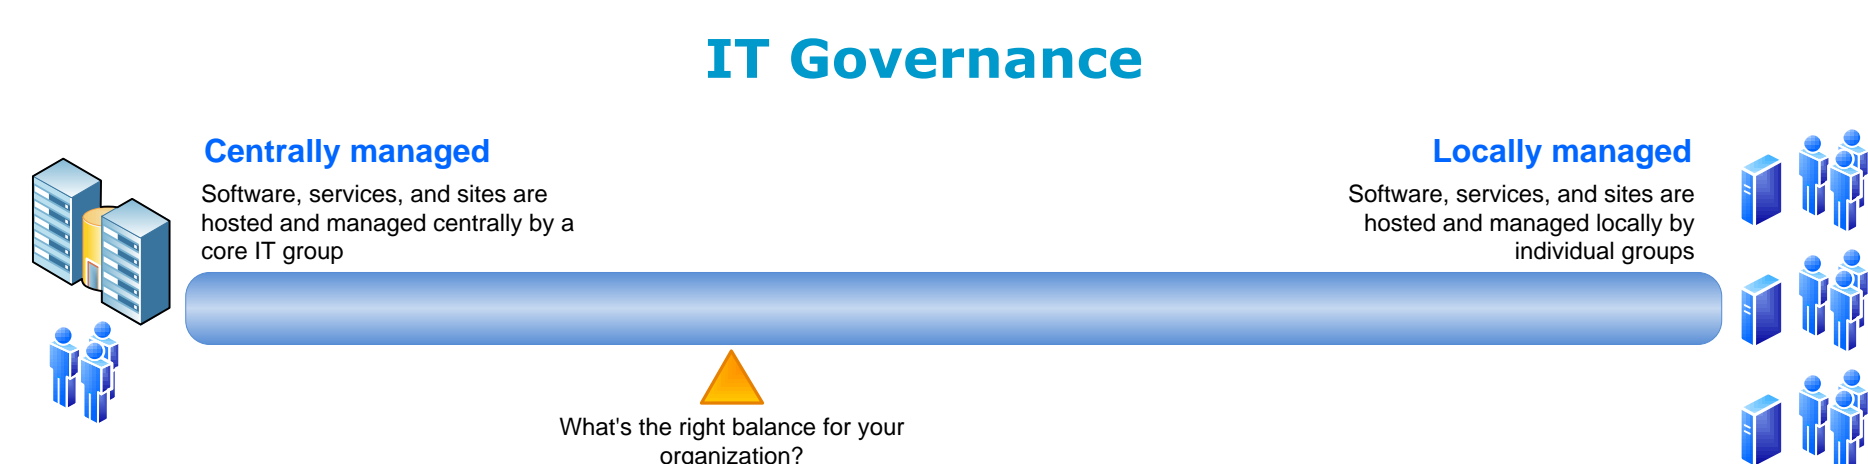 IT Governance
Centrally managed
Software, services, and sites are
hosted and managed centrally by a
core IT group
Locally managed
Software, services, and sites are
hosted and managed locally by
individual groups
What's the right balance for your
organization?